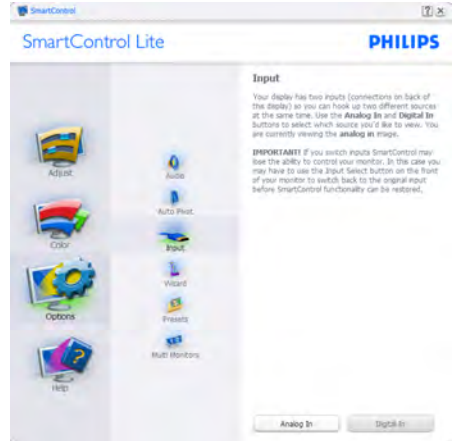 SmartControl
SmartControl Lite
PHILIPS
Adjust
Color
Options
Help
Audio
Auto Pivot
Input
Wizard
Presets
Multi Monitors
Input
Your display has two inputs (connections on back of
the display) so you can hook up two different sources
at the same time. Use the Analog In and Digital In
buttons to select which source you'd like to view. You
are currently viewing the analog in image.
IMPORTANT! If you switch inputs SmartControl may
lose the ability to control your monitor. In this case you
may have to use the Input Select button on the front
of your monitor to switch back to the original input
before SmartControl functionality can be restored.
Analog In
Digital In